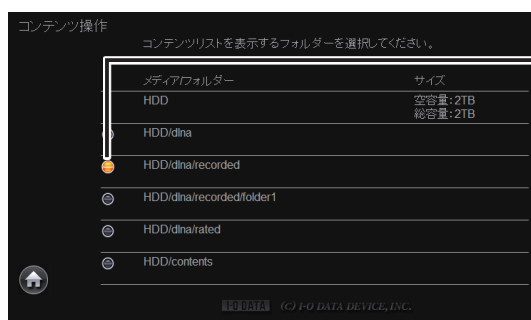 コンテンツ操作
コンテンツリストを表示するフォルダーを選択してください。
メディア/フォルダー サイズ
HDD 空容量:2TB
総容量:2TB
HDD/dlna
HDD/dlna/recorded
HDD/dlna/recorded/folder1
HDD/dlna/rated
HDD/contents
I-O DATA (C) I-O DATA DEVICE, INC.